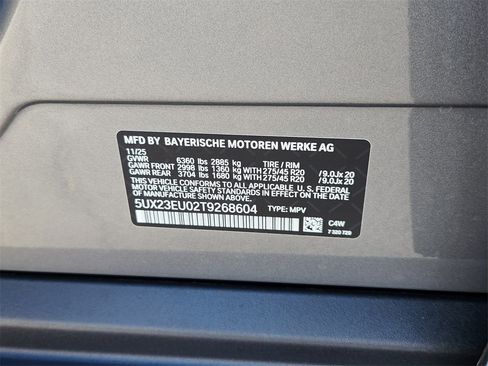 MFD BY BAYERISCHE MOTOREN WERKE AG
11/25
GVWR 6360 lbs 2885 kg TIRE / RIM
GAWR FRONT 2998 lbs 1360 kg WITH 275/45 R20 / 9.0Jx 20
GAWR REAR 3704 lbs 1680 kg WITH 275/45 R20 / 9.0Jx 20
THIS VEHICLE CONFORMS TO ALL APPLICABLE FEDERAL
MOTOR VEHICLE SAFETY STANDARDS IN EFFECT ON THE
DATE OF MANUFACTURE SHOWN ABOVE.
5UX23EU02T9268604 TYPE: MPV
C4W
7 320 729